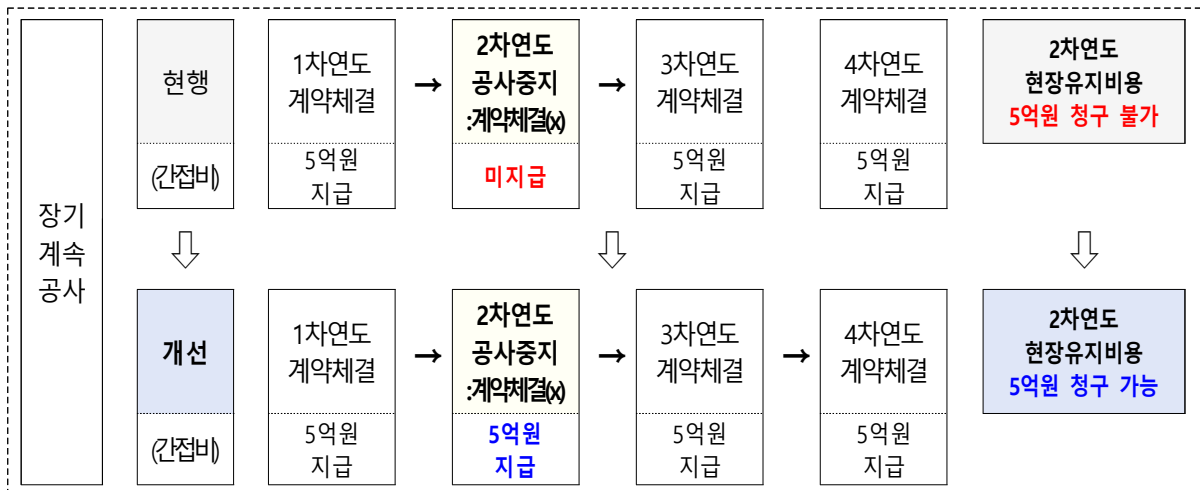 장기
계속
공사
현행
1차연도
계약체결
→
2차연도
공사중지
:계약체결(x)
→
3차연도
계약체결
4차연도
계약체결
2차연도
현장유지비용
5억원 청구 불가
(간접비)
5억원
지급
미지급
5억원
지급
5억원
지급
개선
1차연도
계약체결
→
2차연도
공사중지
:계약체결(x)
→
3차연도
계약체결
→
4차연도
계약체결
2차연도
현장유지비용
5억원 청구 가능
(간접비)
5억원
지급
5억원
지급
5억원
지급
5억원
지급